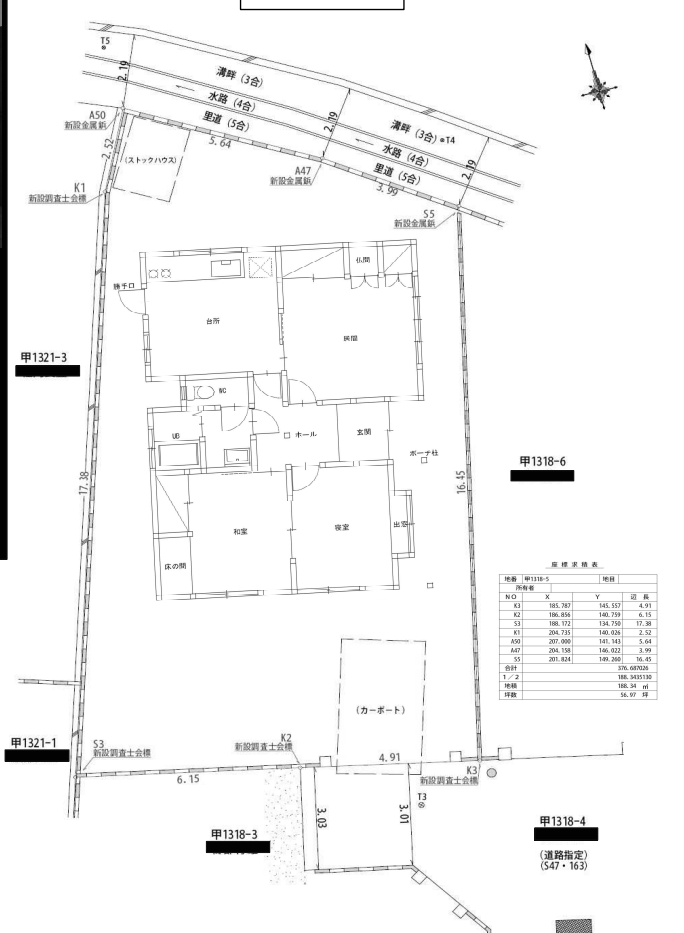 T5
2.19
溝畔 (3合)
水路 (4合)
里道 (5合)
2.19
溝畔 (3合)
T4
水路 (4合)
里道 (5合)
2.19
A50
新設金属鋲
2.52
(ストックハウス)
5.64
A47
新設金属鋲
3.99
K1
新設調査士会標
S5
新設金属鋲
仏間
勝手口
台所
居間
甲1321-3
WC
UB
ホール
玄関
ポーチ柱
甲1318-6
17.38
16.45
和室
寝室
出窓
床の間
座標求積表
地番 甲1318-5 地目
所有者
NO X Y 辺長
K3 185.787 145.557 4.91
K2 186.856 140.759 6.15
S3 188.172 134.750 17.38
K1 204.735 140.026 2.52
A50 207.000 141.143 5.64
A47 204.158 146.022 3.99
S5 201.824 149.260 16.45
合計 376.687026
1/2 188.3435130
地積 188.34 ㎡
坪数 56.97 坪
(カーポート)
甲1321-1
S3
新設調査士会標
K2
新設調査士会標
6.15
4.91
K3
新設調査士会標
T3
3.03
3.01
甲1318-3
甲1318-4
(道路指定)
(S47・163)